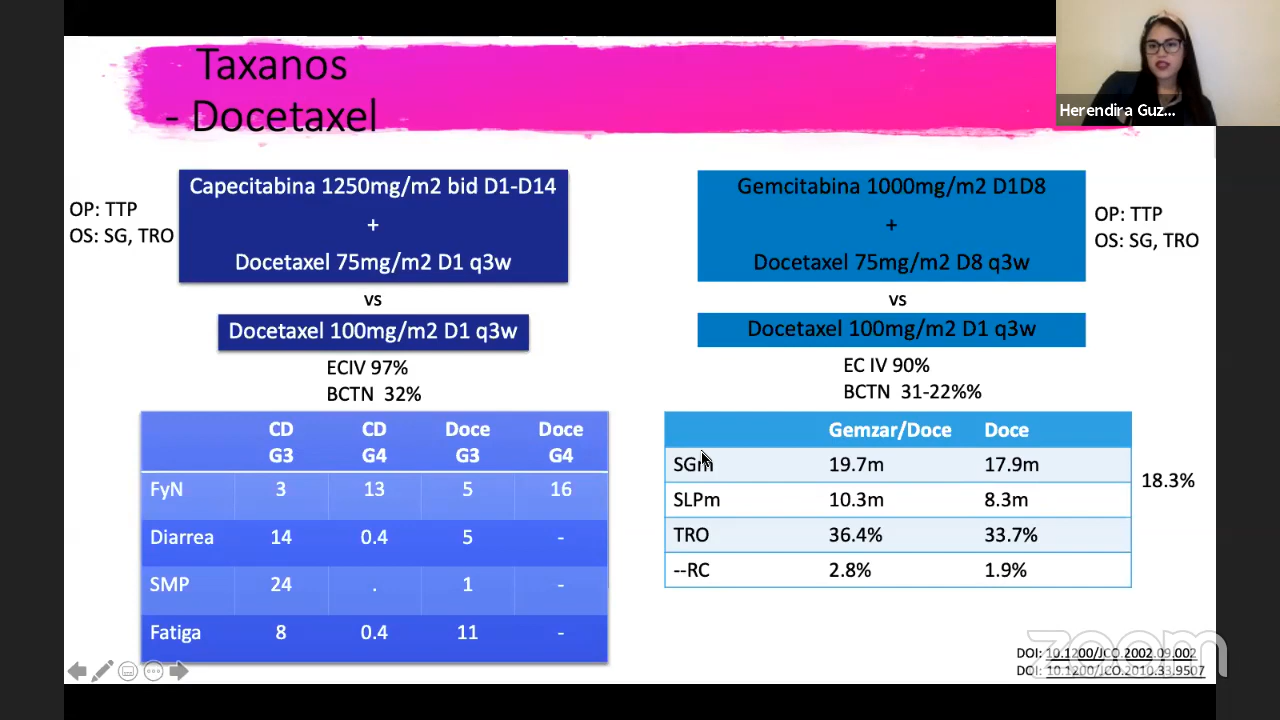 Taxanos
- Docetaxel
Herendira Guz...
Capecitabina 1250mg/m2 bid D1-D14
+
Docetaxel 75mg/m2 D1 q3w
OP: TTP
OS: SG, TRO
vs
Docetaxel 100mg/m2 D1 q3w
ECIV 97%
BCTN 32%
CD G3 CD G4 Doce G3 Doce G4
FyN 3 13 5 16
Diarrea 14 0.4 5 -
SMP 24 . 1 -
Fatiga 8 0.4 11 -
Gemcitabina 1000mg/m2 D1D8
+
Docetaxel 75mg/m2 D8 q3w
OP: TTP
OS: SG, TRO
vs
Docetaxel 100mg/m2 D1 q3w
EC IV 90%
BCTN 31-22%%
Gemzar/Doce Doce
SGm 19.7m 17.9m
SLPm 10.3m 8.3m
TRO 36.4% 33.7%
--RC 2.8% 1.9%
18.3%
DOI: 10.1200/JCO.2002.09.002
DOI: 10.1200/JCO.2010.33.9507
zoom